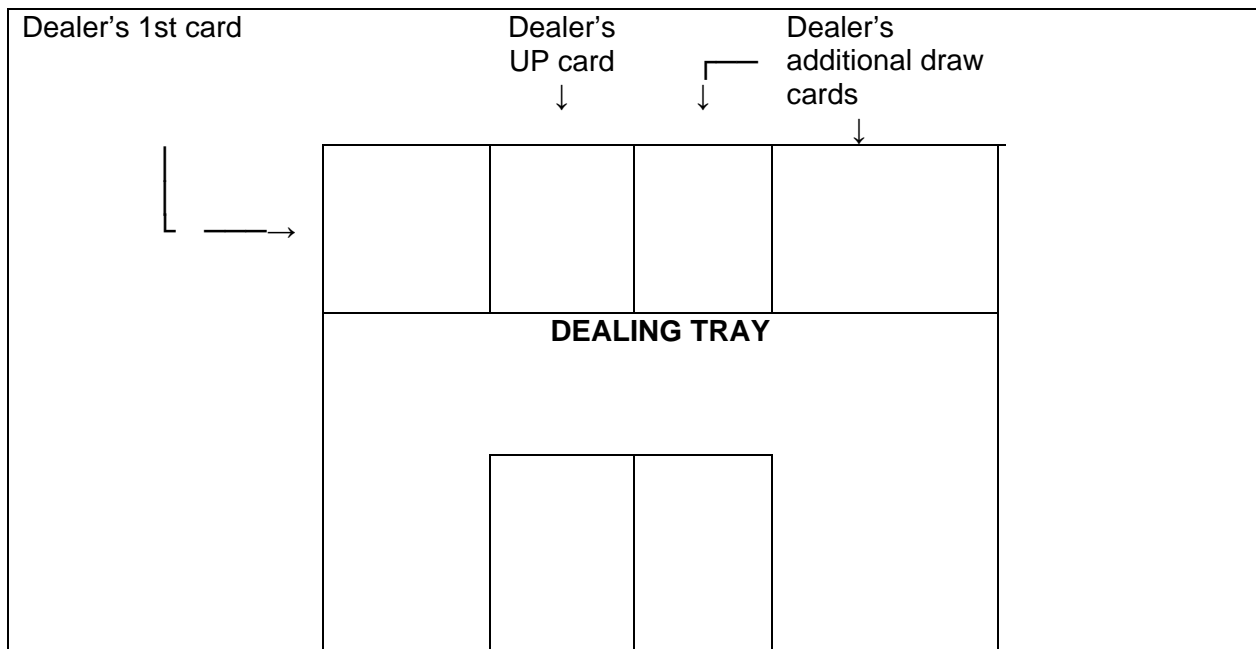 Dealer’s 1st card
Dealer’s
UP card
Dealer’s
additional draw
cards
DEALING TRAY